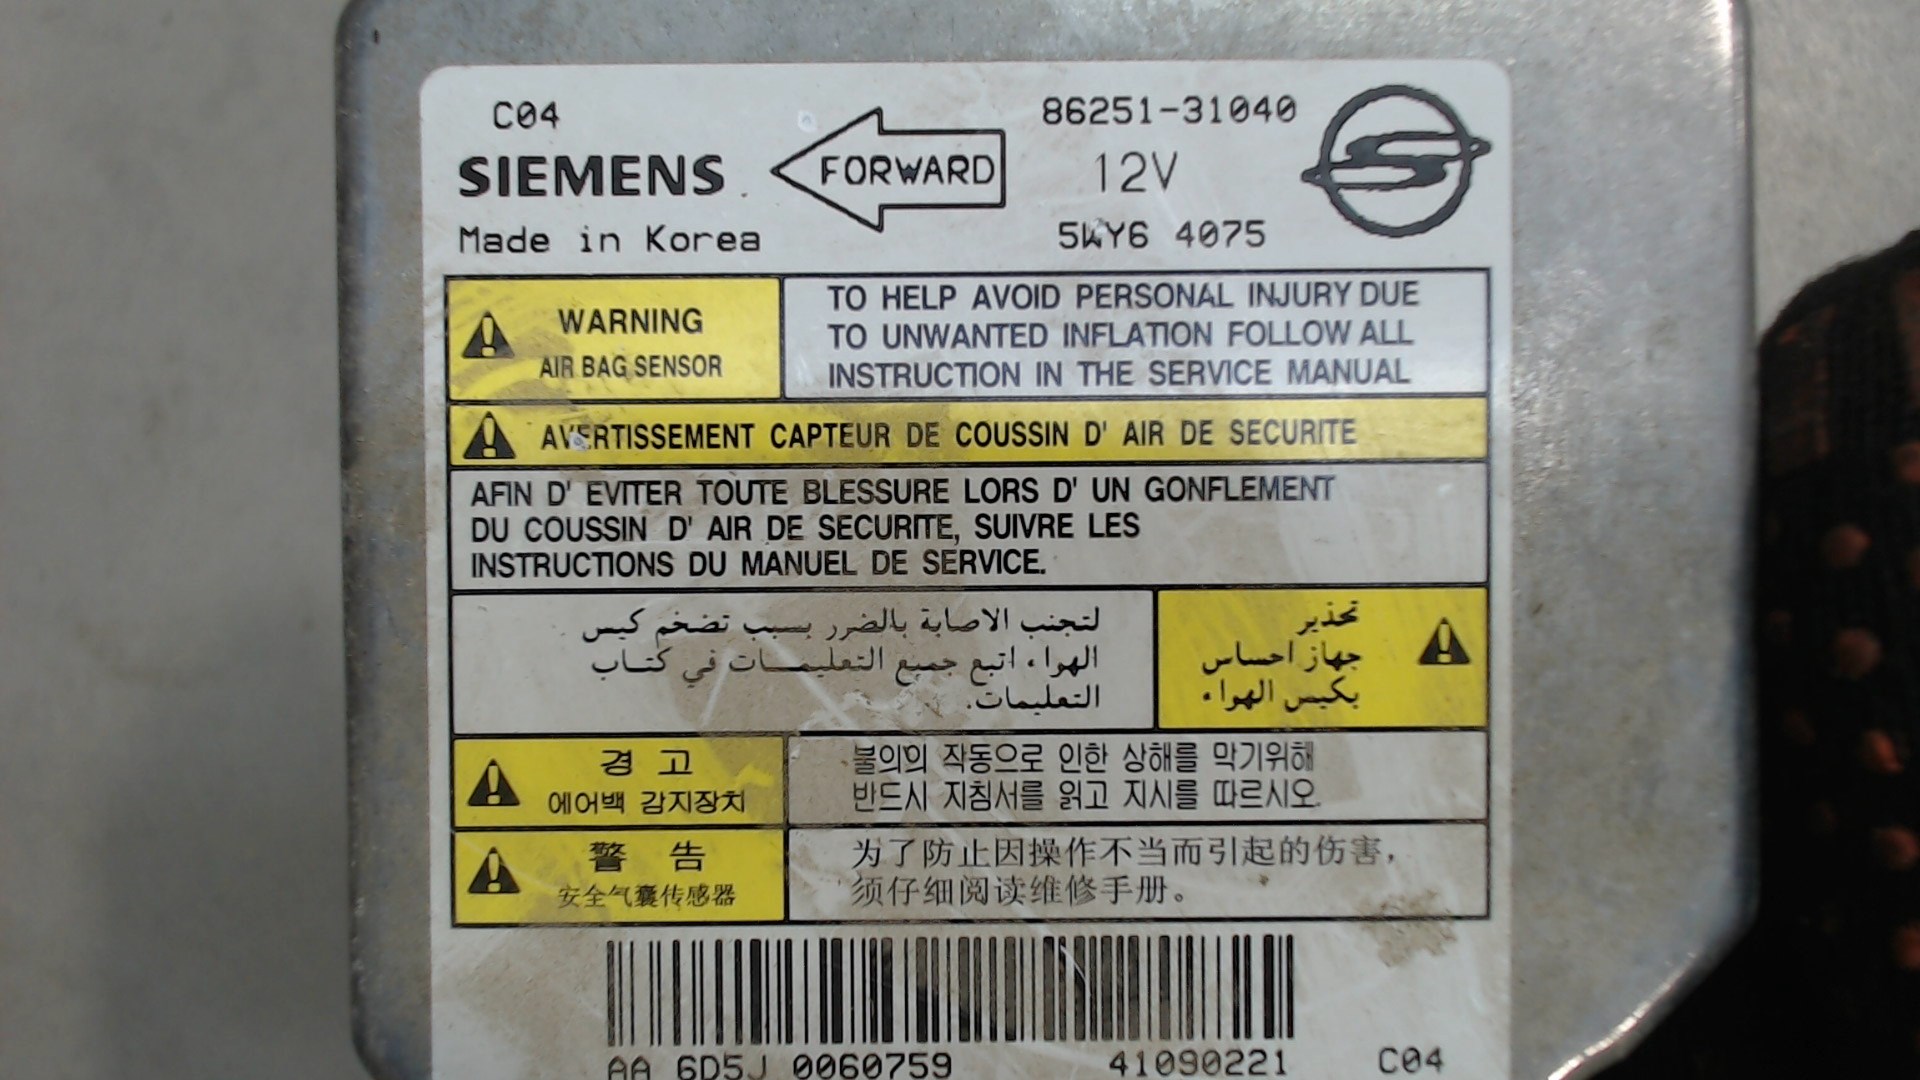 C04
SIEMENS
Made in Korea
FORWARD
86251-31040
12V
5WY6 4075
WARNING
AIR BAG SENSOR
TO HELP AVOID PERSONAL INJURY DUE
TO UNWANTED INFLATION FOLLOW ALL
INSTRUCTION IN THE SERVICE MANUAL
AVERTISSEMENT CAPTEUR DE COUSSIN D' AIR DE SECURITE
AFIN D' EVITER TOUTE BLESSURE LORS D' UN GONFLEMENT
DU COUSSIN D' AIR DE SECURITE, SUIVRE LES
INSTRUCTIONS DU MANUEL DE SERVICE.
تحذير
جهاز احساس
بكيس الهواء
لتجنب الاصابة بالضرر بسبب تضخم كيس
الهواء، اتبع جميع التعليمات في كتاب
التعليمات.
경 고
에어백 감지장치
불의의 작동으로 인한 상해를 막기위해
반드시 지침서를 읽고 지시를 따르시오.
警 告
安全气囊传感器
为了防止因操作不当而引起的伤害，
须仔细阅读维修手册。
AA 6D5J 0060759 41090221 C04